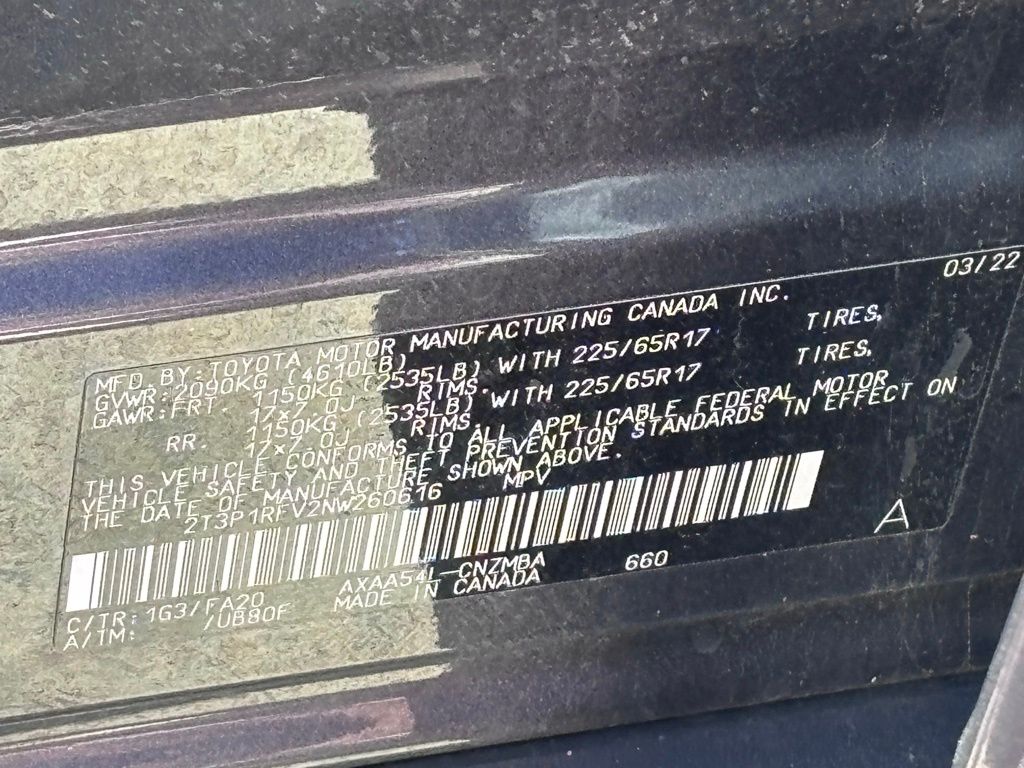 03/22
MFD. BY: TOYOTA MOTOR MANUFACTURING CANADA INC.
GVWR: 2090KG (4610LB)
GAWR: FRT. 1150KG (2535LB) WITH 225/65R17 TIRES,
17x7.0J RIMS.
RR. 1150KG (2535LB) WITH 225/65R17 TIRES,
17x7.0J RIMS.
THIS VEHICLE CONFORMS TO ALL APPLICABLE FEDERAL MOTOR
VEHICLE SAFETY AND THEFT PREVENTION STANDARDS IN EFFECT ON
THE DATE OF MANUFACTURE SHOWN ABOVE.
2T3P1RFV2NW260616 MPV
A
AXAA54L-CNZMBA 660
C/TR: 1G3/FA20 MADE IN CANADA
A/TM: /UB80F